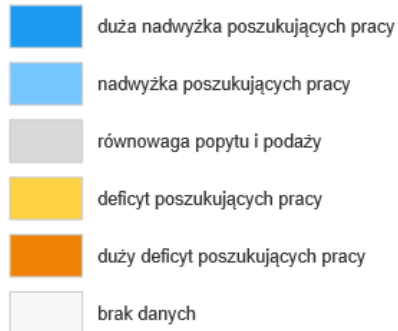 duża nadwyżka poszukujących pracy
nadwyżka poszukujących pracy
równowaga popytu i podaży
deficyt poszukujących pracy
duży deficyt poszukujących pracy
brak danych